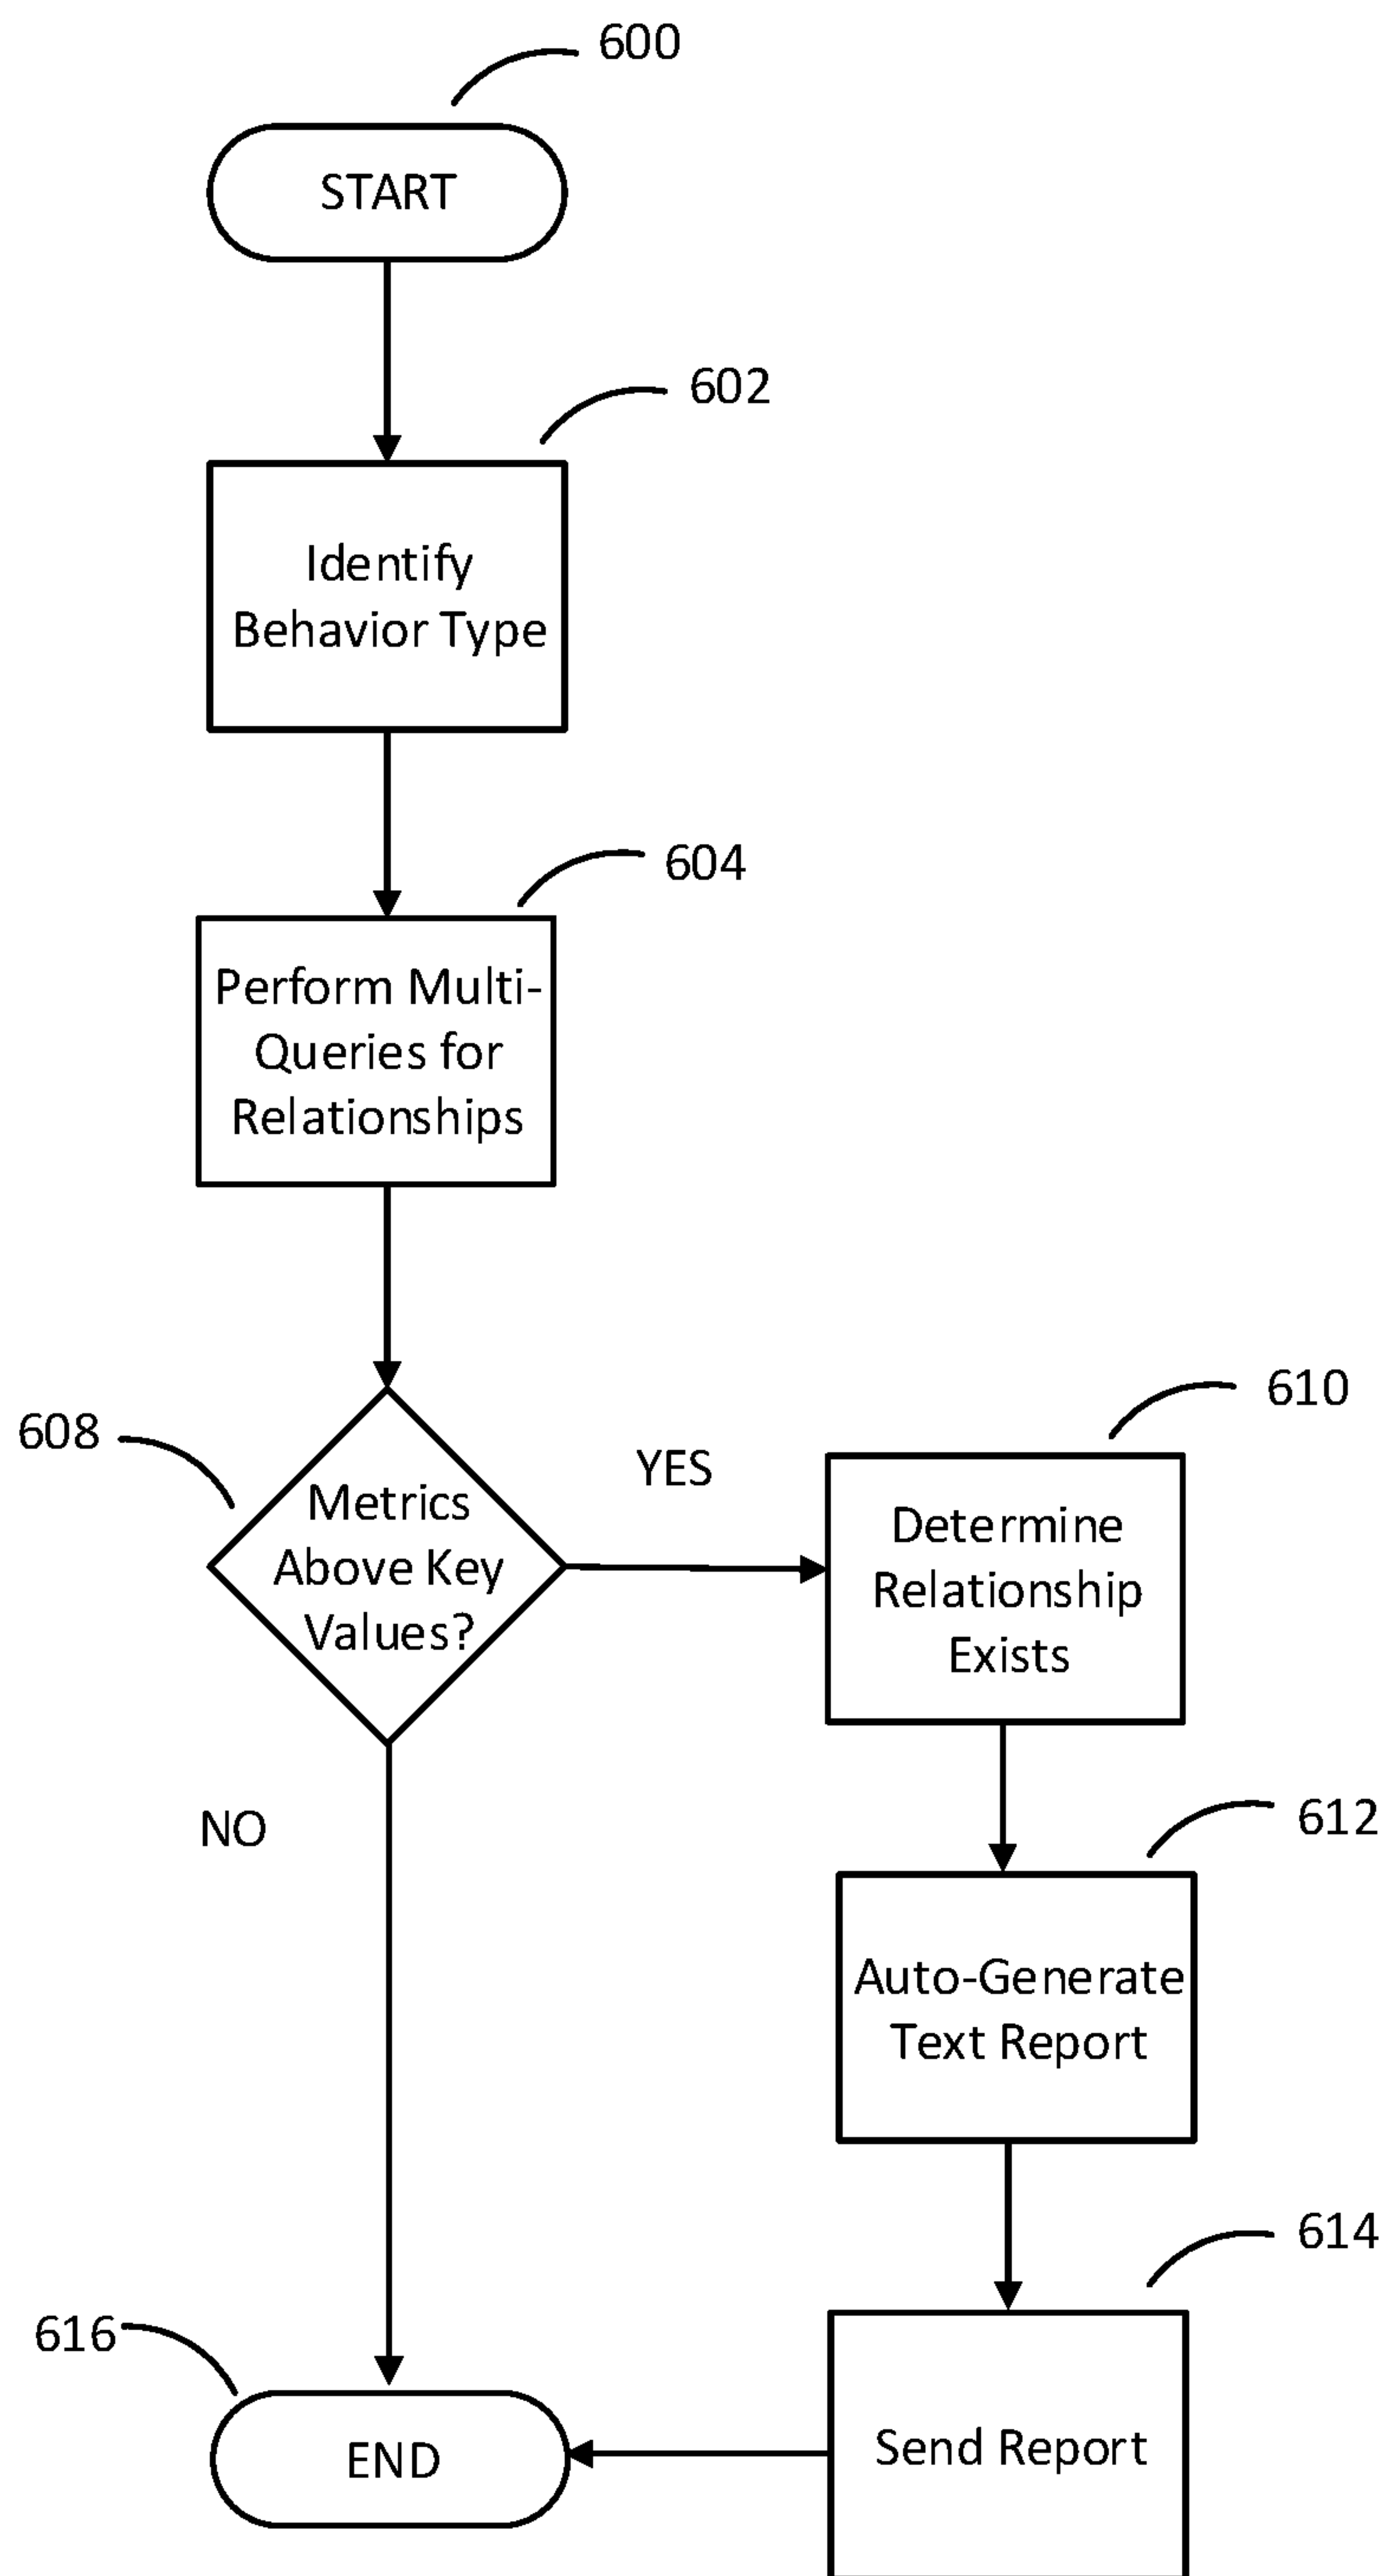 600
START
602
Identify
Behavior Type
604
Perform Multi-
Queries for
Relationships
608
Metrics
Above Key
Values?
YES
610
Determine
Relationship
Exists
NO
612
Auto-Generate
Text Report
614
Send Report
616
END